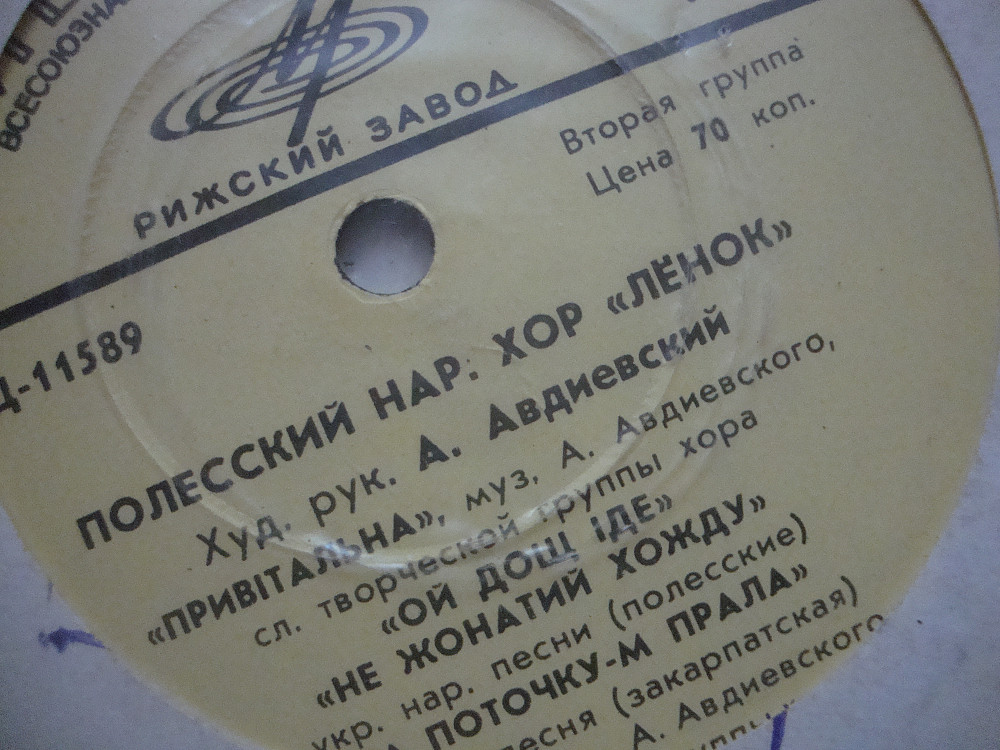 ВСЕСОЮЗНА
РИЖСКИЙ ЗАВОД
Вторая группа
Цена 70 коп.
Д-11589
ПОЛЕССКИЙ НАР. ХОР «ЛЁНОК»
Худ. рук. А. Авдиевский
«ПРИВІТАЛЬНА», муз. А. Авдиевского,
сл. творческой группы хора
«ОЙ ДОЩ ІДЕ»
«НЕ ЖОНАТИЙ ХОЖДУ»
укр. нар. песни (полесские)
ПОТОЧКУ-М ПРАЛА»
песня (закарпатская)
А. Авдиевского